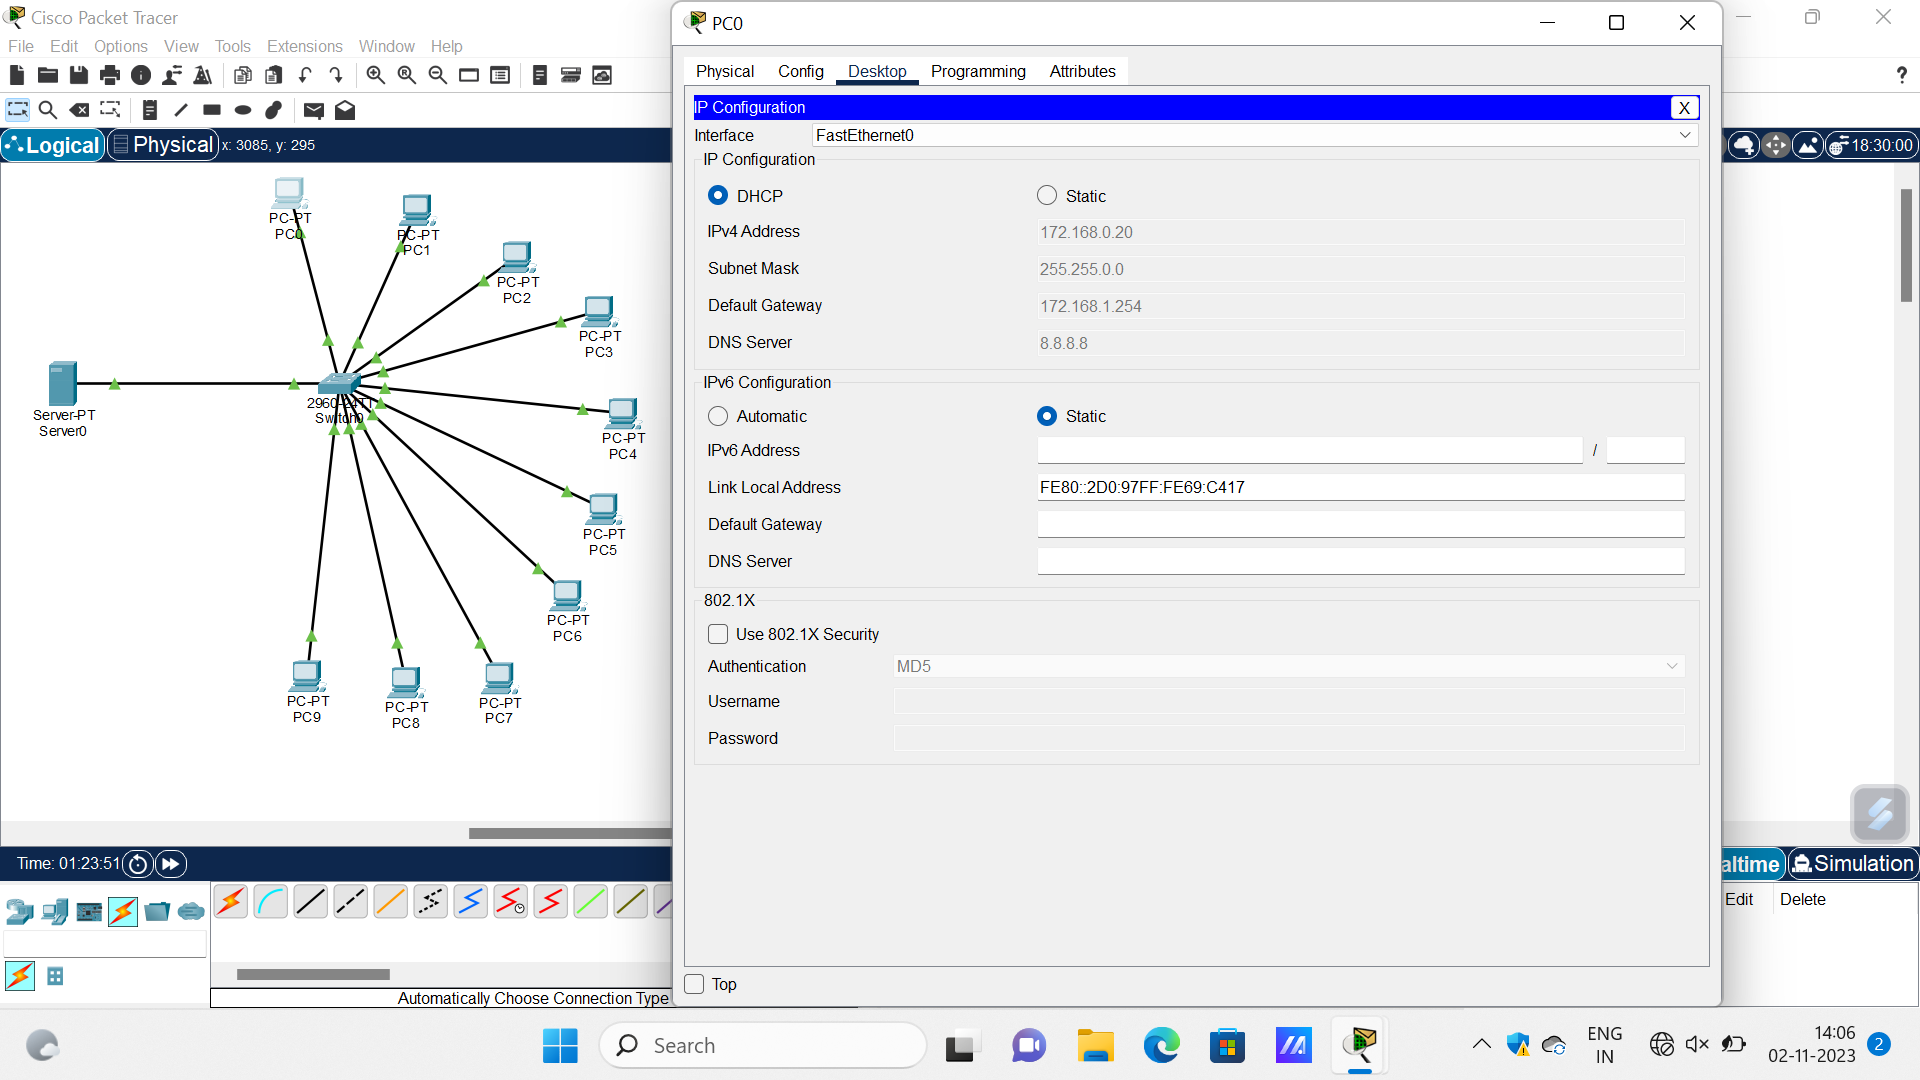 Cisco Packet Tracer
File Edit Options View Tools Extensions Window Help
Logical Physical x: 3085, y: 295
18:30:00
PC-PT
PC0
PC-PT
PC1
PC-PT
PC2
PC-PT
PC3
Server-PT
Server0
2960-24TT
Switch0
PC-PT
PC4
PC-PT
PC5
PC-PT
PC6
PC-PT
PC9
PC-PT
PC8
PC-PT
PC7
Time: 01:23:51
Automatically Choose Connection Type
PC0
Physical Config Desktop Programming Attributes
IP Configuration
X
Interface FastEthernet0
IP Configuration
DHCP Static
IPv4 Address 172.168.0.20
Subnet Mask 255.255.0.0
Default Gateway 172.168.1.254
DNS Server 8.8.8.8
IPv6 Configuration
Automatic Static
IPv6 Address /
Link Local Address FE80::2D0:97FF:FE69:C417
Default Gateway
DNS Server
802.1X
Use 802.1X Security
Authentication MD5
Username
Password
Top
altime Simulation
Edit Delete
Search
ENG
IN
14:06
02-11-2023
2